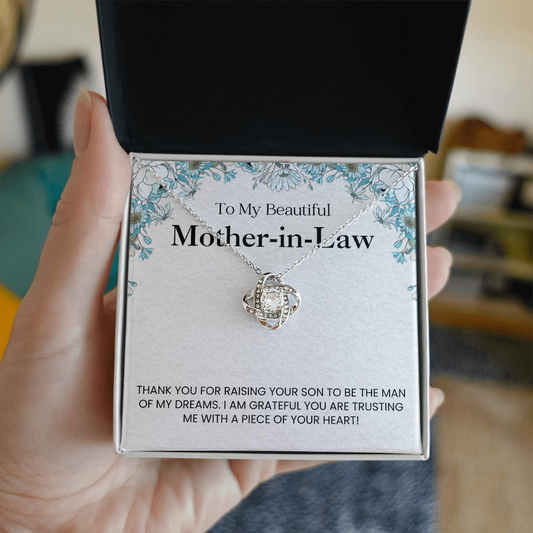 To My Beautiful
Mother-in-Law
THANK YOU FOR RAISING YOUR SON TO BE THE MAN
OF MY DREAMS. I AM GRATEFUL YOU ARE TRUSTING
ME WITH A PIECE OF YOUR HEART!